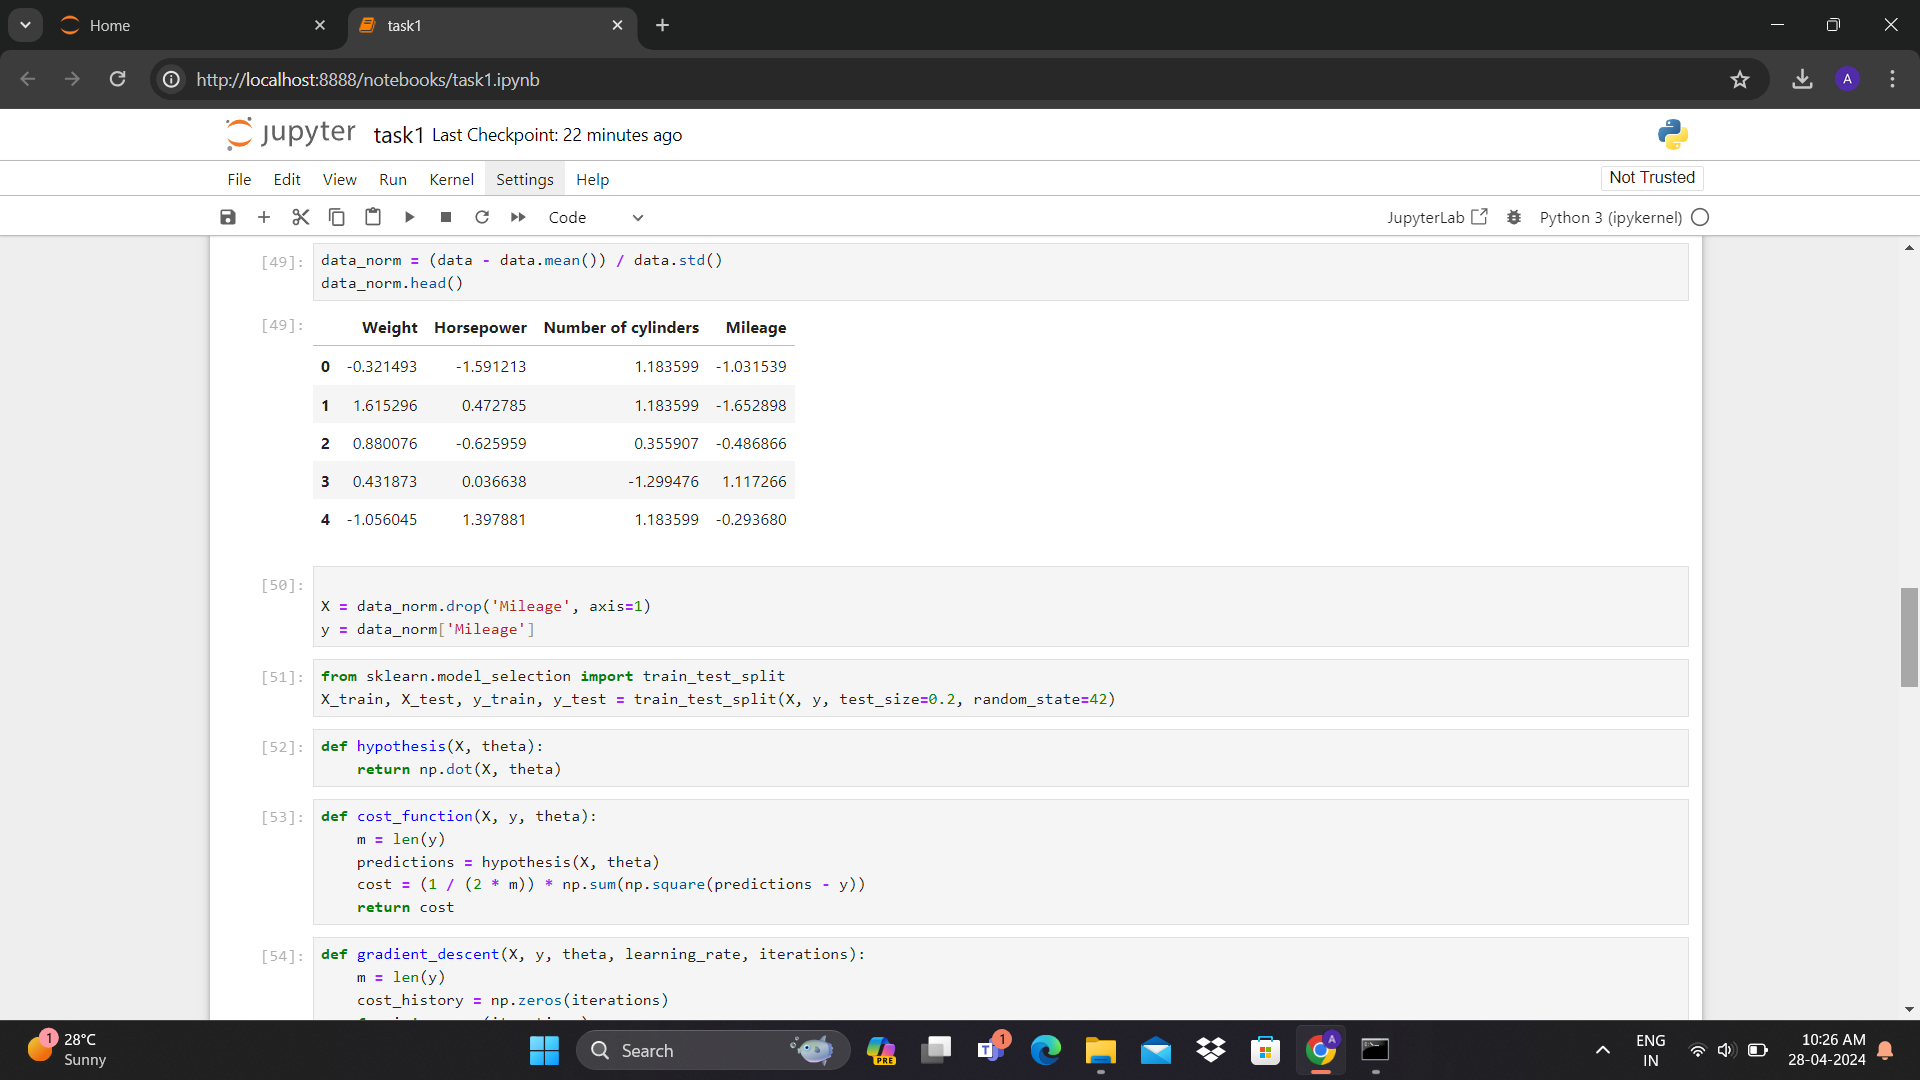 Home
task1
http://localhost:8888/notebooks/task1.ipynb
A
jupyter task1 Last Checkpoint: 22 minutes ago
File Edit View Run Kernel Settings Help
Not Trusted
Code
JupyterLab
Python 3 (ipykernel)
[49]: data_norm = (data - data.mean()) / data.std()
data_norm.head()
[49]: Weight Horsepower Number of cylinders Mileage
0 -0.321493 -1.591213 1.183599 -1.031539
1 1.615296 0.472785 1.183599 -1.652898
2 0.880076 -0.625959 0.355907 -0.486866
3 0.431873 0.036638 -1.299476 1.117266
4 -1.056045 1.397881 1.183599 -0.293680
[50]:
X = data_norm.drop('Mileage', axis=1)
y = data_norm['Mileage']
[51]: from sklearn.model_selection import train_test_split
X_train, X_test, y_train, y_test = train_test_split(X, y, test_size=0.2, random_state=42)
[52]: def hypothesis(X, theta):
return np.dot(X, theta)
[53]: def cost_function(X, y, theta):
m = len(y)
predictions = hypothesis(X, theta)
cost = (1 / (2 * m)) * np.sum(np.square(predictions - y))
return cost
[54]: def gradient_descent(X, y, theta, learning_rate, iterations):
m = len(y)
cost_history = np.zeros(iterations)
1
28°C
Sunny
Search
PRE
1
A
ENG
IN
10:26 AM
28-04-2024